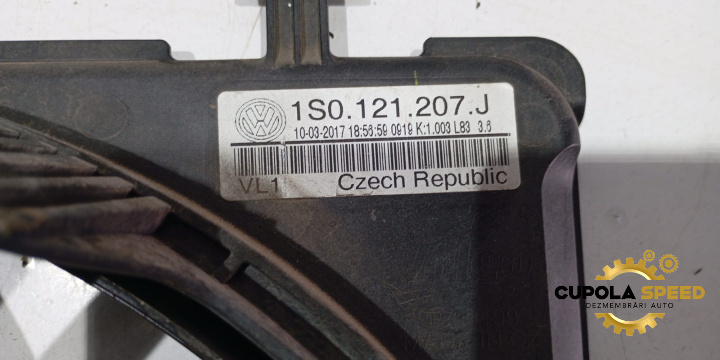 1S0.121.207.J
10-03-2017 18:56:59 0919 K:1.003 L83 3.6
VL1
Czech Republic
CUPOLA SPEED
DEZMEMBRĂRI AUTO